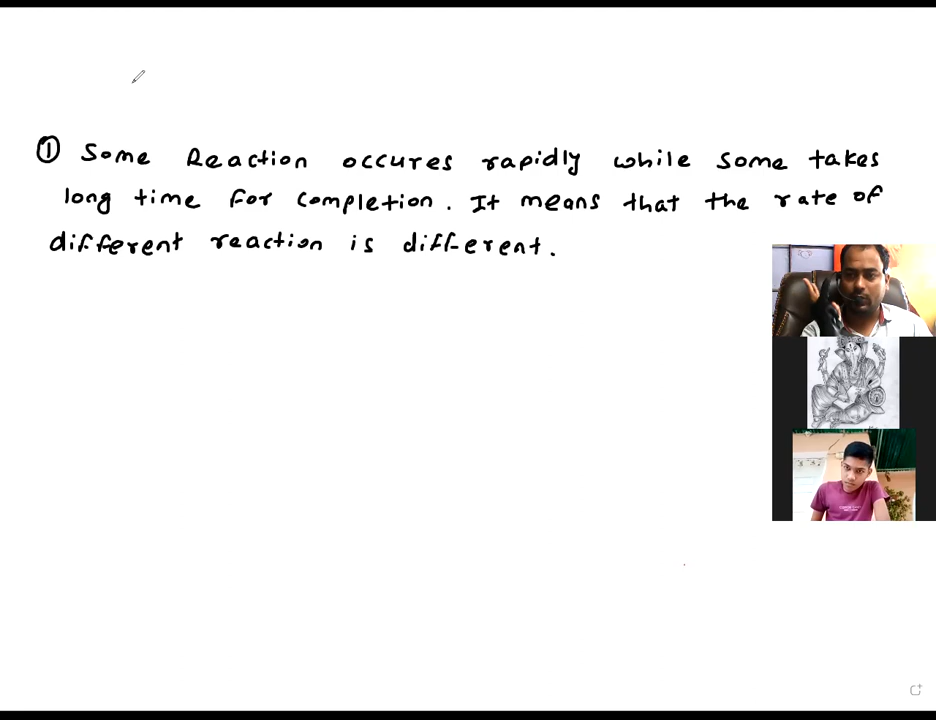 ① Some Reaction occures rapidly while some takes
long time for completion. It means that the rate of
different reaction is different.